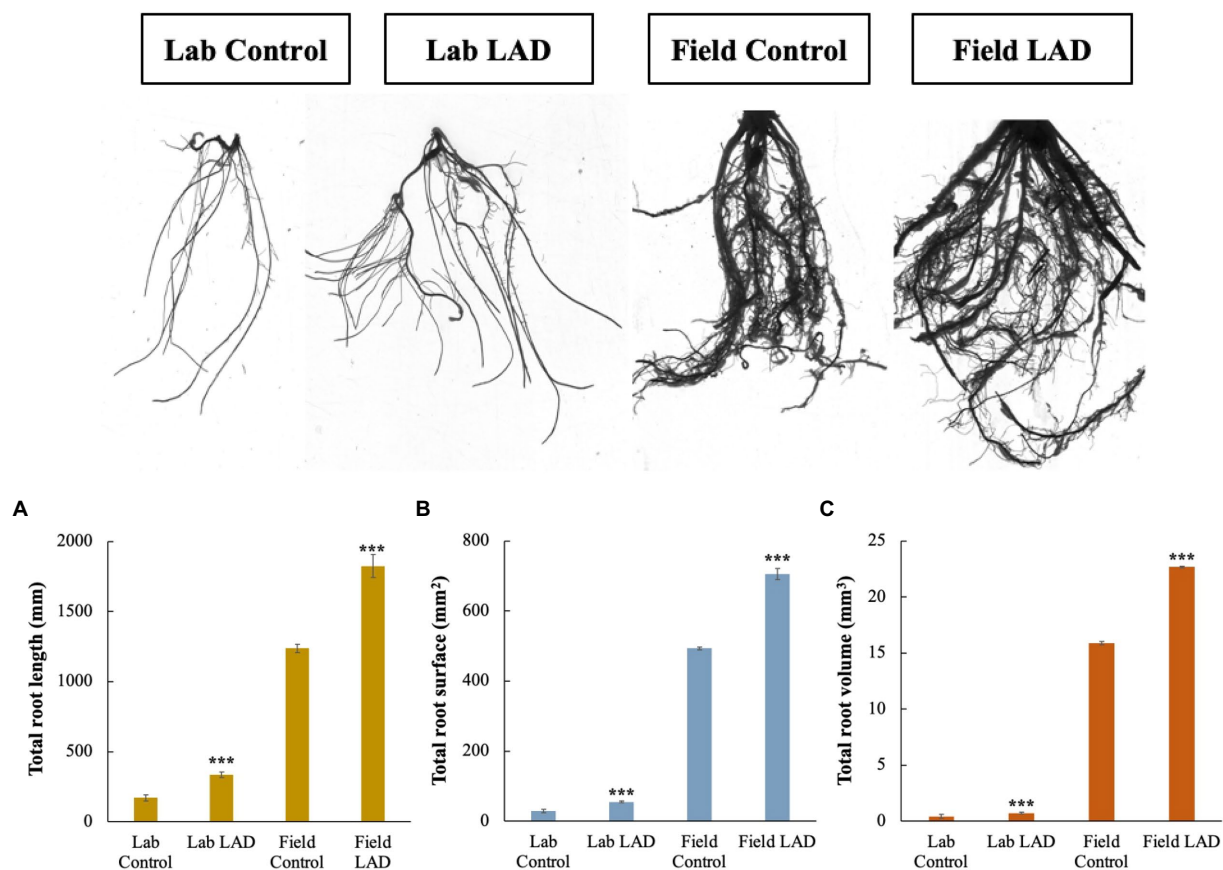 Lab Control
Lab LAD
Field Control
Field LAD
A
Total root length (mm)
2000
1500
1000
500
0
***
***
Lab
Control
Lab LAD
Field
Control
Field
LAD
B
Total root surface (mm²)
800
600
400
200
0
***
***
Lab
Control
Lab LAD
Field
Control
Field LAD
C
Total root volume (mm³)
25
20
15
10
5
0
***
***
Lab
Control
Lab LAD
Field
Control
Field LAD